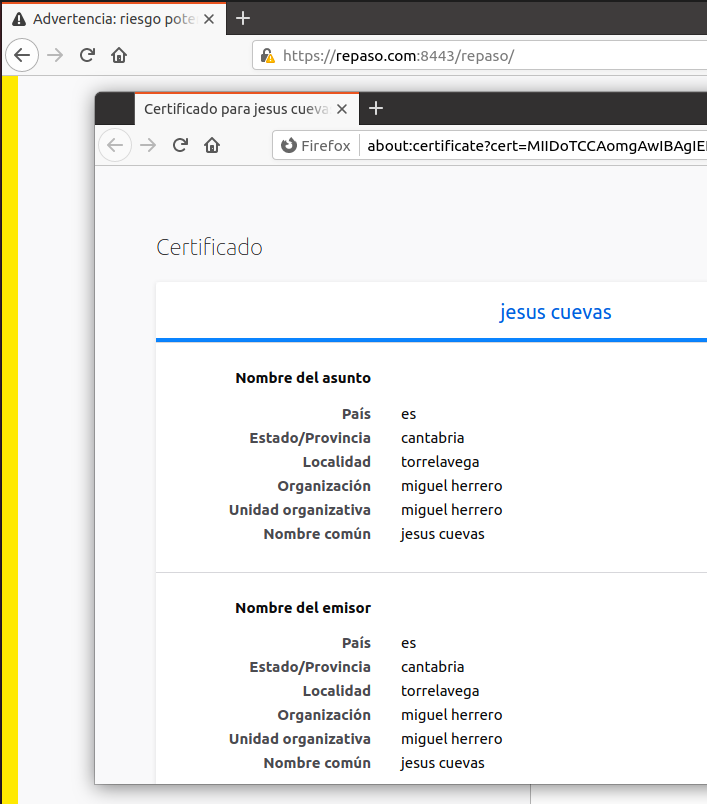 Advertencia: riesgo pote
https://repaso.com:8443/repaso/
Certificado para jesus cuevas
Firefox about:certificate?cert=MIIDoTCCAomgAwIBAgIE
Certificado
jesus cuevas
Nombre del asunto
País es
Estado/Provincia cantabria
Localidad torrelavega
Organización miguel herrero
Unidad organizativa miguel herrero
Nombre común jesus cuevas
Nombre del emisor
País es
Estado/Provincia cantabria
Localidad torrelavega
Organización miguel herrero
Unidad organizativa miguel herrero
Nombre común jesus cuevas